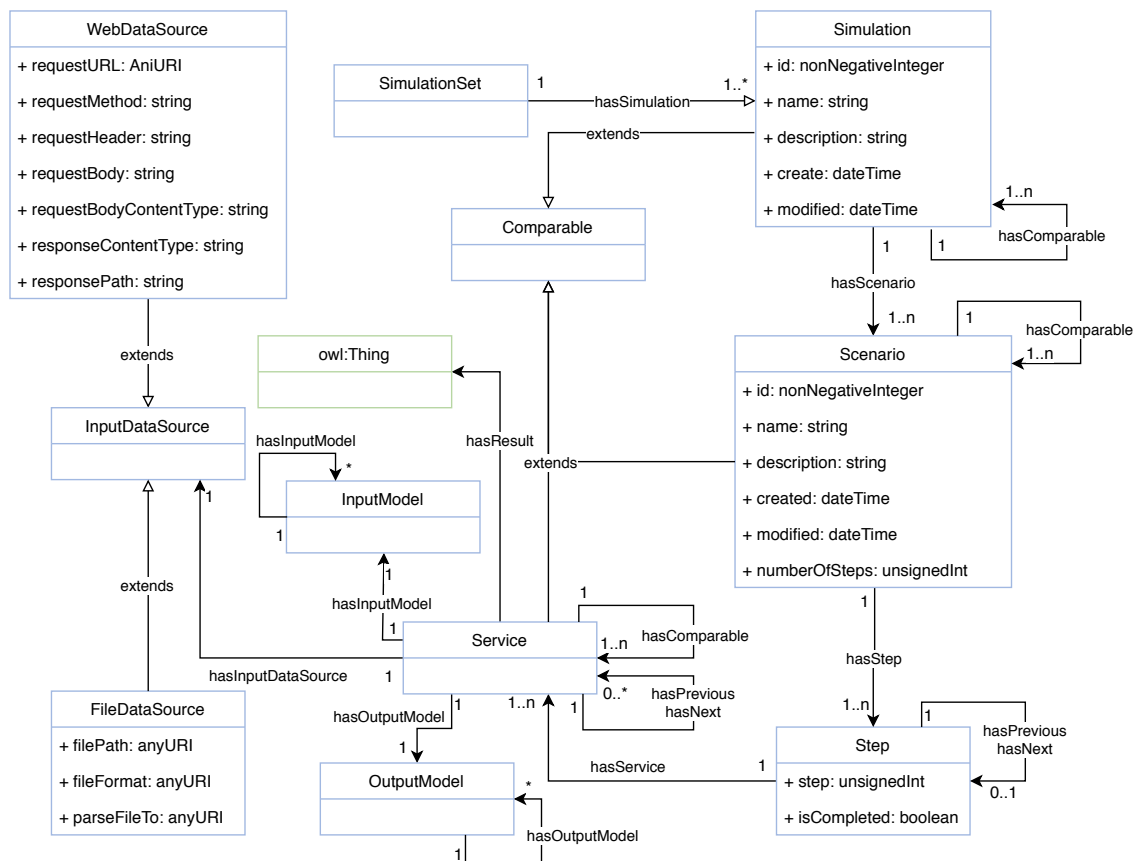 WebDataSource
+ requestURL: AniURI
+ requestMethod: string
+ requestHeader: string
+ requestBody: string
+ requestBodyContentType: string
+ responseContentType: string
+ responsePath: string
extends
InputDataSource
1
extends
FileDataSource
+ filePath: anyURI
+ fileFormat: anyURI
+ parseFileTo: anyURI
SimulationSet
1
hasSimulation
1..*
extends
Comparable
Simulation
+ id: nonNegativeInteger
+ name: string
+ description: string
+ create: dateTime
+ modified: dateTime
1..n
1
hasComparable
1
hasScenario
1..n
1
hasComparable
1..n
Scenario
+ id: nonNegativeInteger
+ name: string
+ description: string
+ created: dateTime
+ modified: dateTime
+ numberOfSteps: unsignedInt
extends
owl:Thing
hasResult
hasInputModel
*
InputModel
1
1
hasInputModel
1
Service
1
hasComparable
1..n
1
hasInputDataSource
0..*
hasPrevious
hasNext
1
1..n
1
hasOutputModel
1
OutputModel
*
hasOutputModel
1
1
hasStep
1..n
hasService
1
Step
+ step: unsignedInt
+ isCompleted: boolean
1
hasPrevious
hasNext
0..1